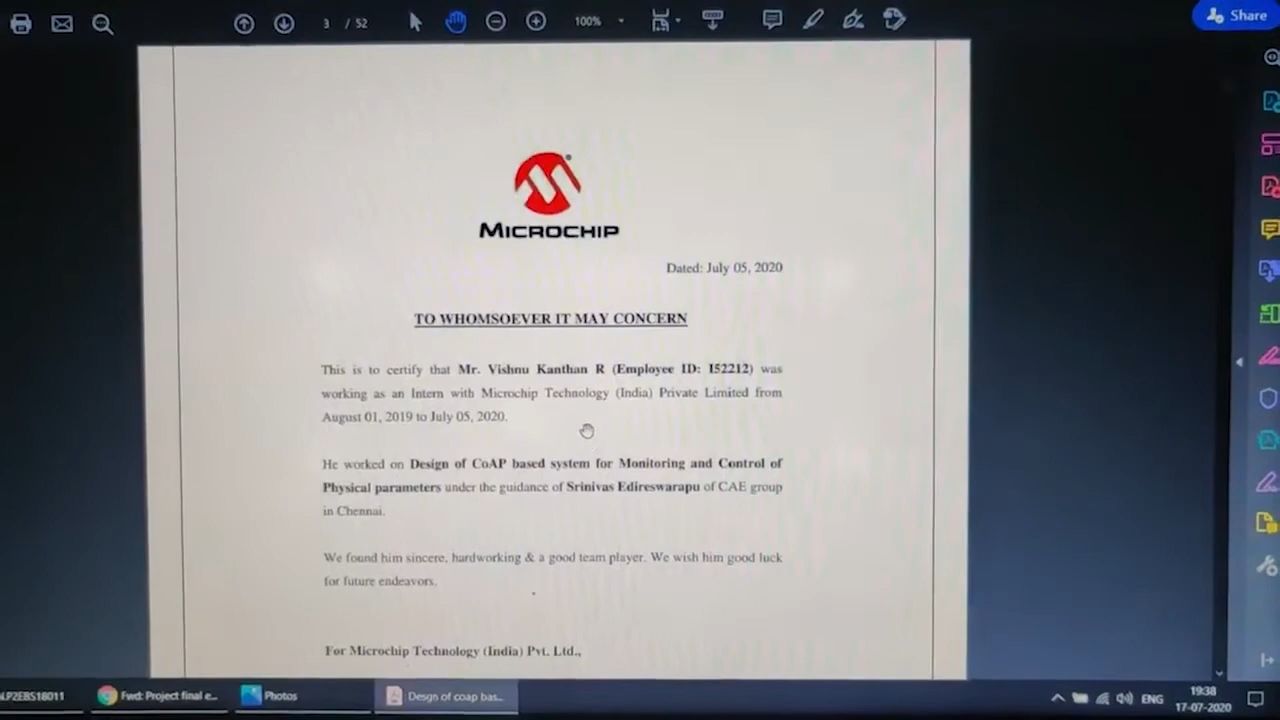 3 / 52
100%
Share
MICROCHIP
Dated: July 05, 2020
TO WHOMSOEVER IT MAY CONCERN
This is to certify that Mr. Vishnu Kanthan R (Employee ID: I52212) was
working as an Intern with Microchip Technology (India) Private Limited from
August 01, 2019 to July 05, 2020.
He worked on Design of CoAP based system for Monitoring and Control of
Physical parameters under the guidance of Srinivas Edireswarapu of CAE group
in Chennai.
We found him sincere, hardworking & a good team player. We wish him good luck
for future endeavors.
For Microchip Technology (India) Pvt. Ltd.,
.P2EBS18011
Fwd: Project final e...
Photos
Desgn of coap bas...
ENG
19:38
17-07-2020